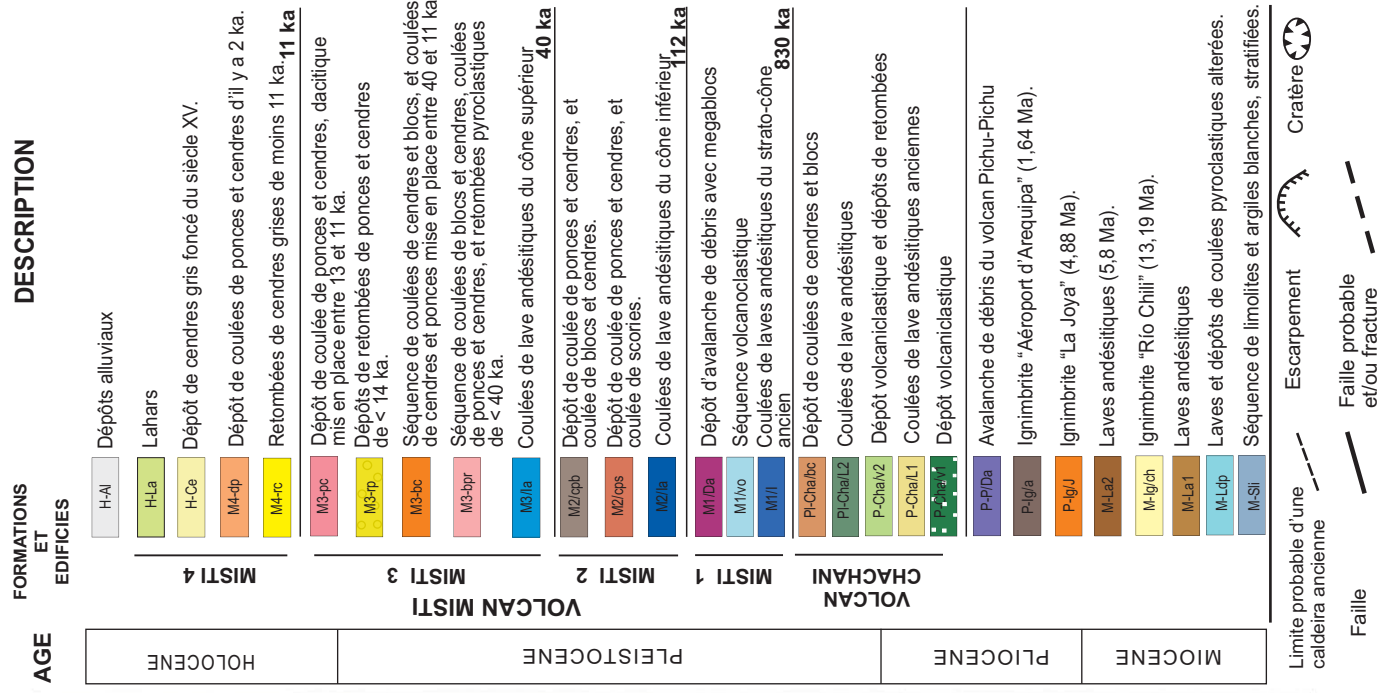 AGE
FORMATIONS
ET
EDIFICIES
DESCRIPTION
HOLOCENE
PLEISTOCENE
PLIOCENE
MIOCENE
VOLCAN MISTI
MISTI 4
H-Al
Dépôts alluviaux
H-La
Lahars
H-Ce
Dépôt de cendres gris foncé du siècle XV.
M4-dp
Dépôt de coulées de ponces et cendres d'il y a 2 ka.
M4-rc
Retombées de cendres grises de moins 11 ka.
11 ka
MISTI 3
M3-pc
Dépôt de coulée de ponces et cendres, dacitique
mis en place entre 13 et 11 ka.
M3-rp
Dépôts de retombées de ponces et cendres
de < 14 ka.
M3-bc
Séquence de coulées de cendres et blocs, et coulées
de cendres et ponces mise en place entre 40 et 11 ka
M3-bpr
Séquence de coulées de blocs et cendres, coulées
de ponces et cendres, et retombées pyroclastiques
de < 40 ka.
M3/la
Coulées de lave andésitiques du cône supérieur
40 ka
MISTI 2
M2/cpb
Dépôt de coulée de ponces et cendres, et
coulée de blocs et cendres.
M2/cps
Dépôt de coulée de ponces et cendres, et
coulée de scories.
M2/la
Coulées de lave andésitiques du cône inférieur
112 ka
MISTI 1
M1/Da
Dépôt d'avalanche de débris avec megablocs
M1/vo
Séquence volcanoclastique
M1/l
Coulées de laves andésitiques du strato-cône
ancien
830 ka
VOLCAN
CHACHANI
Pl-Cha/bc
Dépôt de coulées de cendres et blocs
Pl-Cha/L2
Coulées de lave andésitiques
P-Cha/v2
Dépôt volcaniclastique et dépôts de retombées
P-Cha/L1
Coulées de lave andésitiques anciennes
P-Cha/v1
Dépôt volcaniclastique
P-P/Da
Avalanche de débris du volcan Pichu-Pichu
P-Ig/a
Ignimbrite "Aéroport d'Arequipa" (1,64 Ma).
P-Ig/J
Ignimbrite "La Joya" (4,88 Ma).
M-La2
Laves andésitiques (5,8 Ma).
M-Ig/ch
Ignimbrite "Río Chili" (13,19 Ma).
M-La1
Laves andésitiques
M-Ldp
Laves et dépôts de coulées pyroclastiques altérées.
M-Sli
Séquence de limolites et argiles blanches, stratifiées.
Limite probable d'une
caldeira ancienne
Escarpement
Cratère
Faille
Faille probable
et/ou fracture